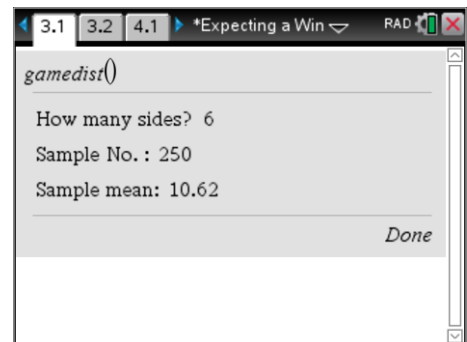 3.1 3.2 4.1 *Expecting a Win RAD
gamedist()
How many sides? 6
Sample No. : 250
Sample mean: 10.62
Done